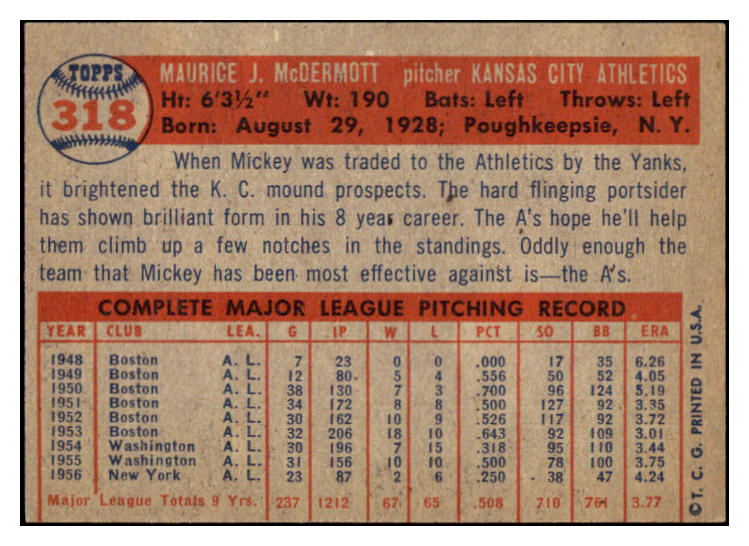 TOPPS
318
MAURICE J. McDERMOTT pitcher KANSAS CITY ATHLETICS
Ht: 6'3½" Wt: 190 Bats: Left Throws: Left
Born: August 29, 1928; Poughkeepsie, N. Y.
When Mickey was traded to the Athletics by the Yanks,
it brightened the K. C. mound prospects. The hard flinging portsider
has shown brilliant form in his 8 year career. The A's hope he'll help
them climb up a few notches in the standings. Oddly enough the
team that Mickey has been most effective against is—the A's.
COMPLETE MAJOR LEAGUE PITCHING RECORD
YEAR CLUB LEA. G IP W L PCT SO BB ERA
1948 Boston A. L. 7 23 0 0 .000 17 35 6.26
1949 Boston A. L. 12 80 5 4 .556 50 52 4.05
1950 Boston A. L. 38 130 7 3 .700 96 124 5.19
1951 Boston A. L. 34 172 8 8 .500 127 92 3.35
1952 Boston A. L. 30 162 10 9 .526 117 92 3.72
1953 Boston A. L. 32 206 18 10 .643 92 109 3.01
1954 Washington A. L. 30 196 7 15 .318 95 110 3.44
1955 Washington A. L. 31 156 10 10 .500 78 100 3.75
1956 New York A. L. 23 87 2 6 .250 38 47 4.24
Major League Totals 9 Yrs. 237 1212 67 65 .508 710 761 3.77
© T. C. G. PRINTED IN U.S.A.